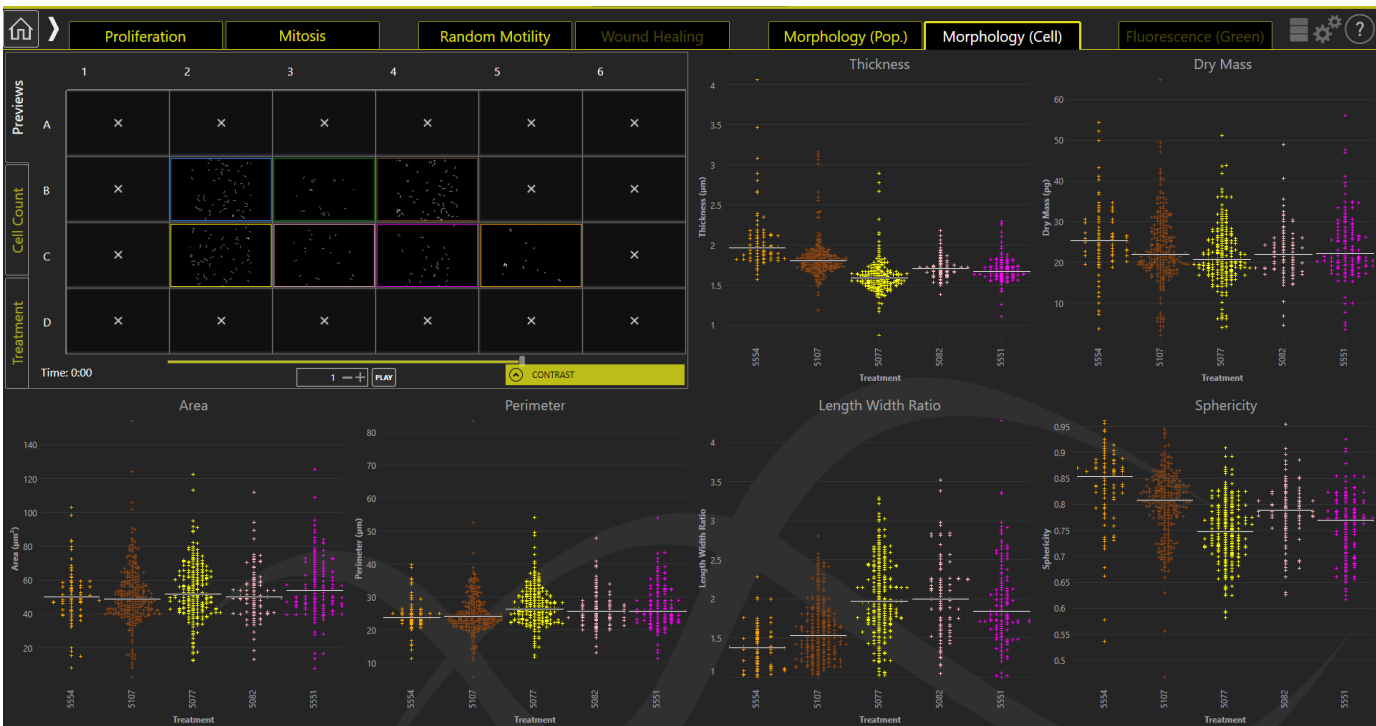 Proliferation Mitosis Random Motility Wound Healing Morphology (Pop.) Morphology (Cell) Fluorescence (Green) ?
Previews
Cell Count
Treatment
1 2 3 4 5 6
A × × × × × ×
B × × ×
C × ×
D × × × × × ×
Time: 0:00
1 −+ PLAY
CONTRAST
Thickness
Thickness (μm)
4
3.5
3
2.5
2
1.5
1
5554 5107 5077 5082 5551
Treatment
Dry Mass
Dry Mass (pg)
60
50
40
30
20
10
5554 5107 5077 5082 5551
Treatment
Area
Area (μm²)
140
120
100
80
60
40
20
5554 5107 5077 5082 5551
Treatment
Perimeter
Perimeter (μm)
80
70
60
50
40
30
20
10
5554 5107 5077 5082 5551
Treatment
Length Width Ratio
Length Width Ratio
4
3.5
3
2.5
2
1.5
1
5554 5107 5077 5082 5551
Treatment
Sphericity
Sphericity
0.95
0.9
0.85
0.8
0.75
0.7
0.65
0.6
0.55
0.5
5554 5107 5077 5082 5551
Treatment